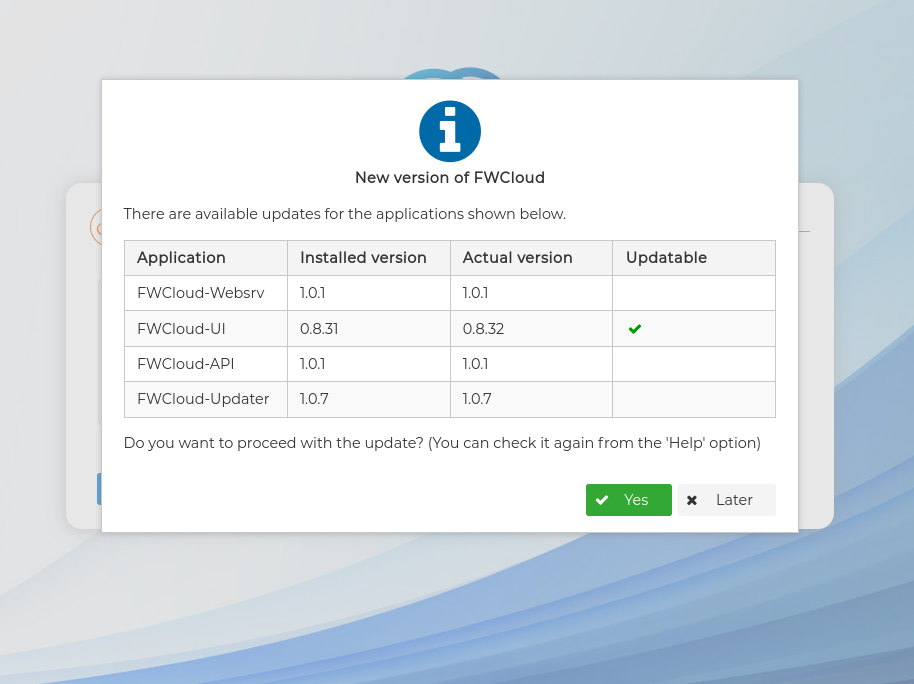 New version of FWCloud
There are available updates for the applications shown below.
Application Installed version Actual version Updatable
FWCloud-Websrv 1.0.1 1.0.1
FWCloud-UI 0.8.31 0.8.32
FWCloud-API 1.0.1 1.0.1
FWCloud-Updater 1.0.7 1.0.7
Do you want to proceed with the update? (You can check it again from the 'Help' option)
Yes Later